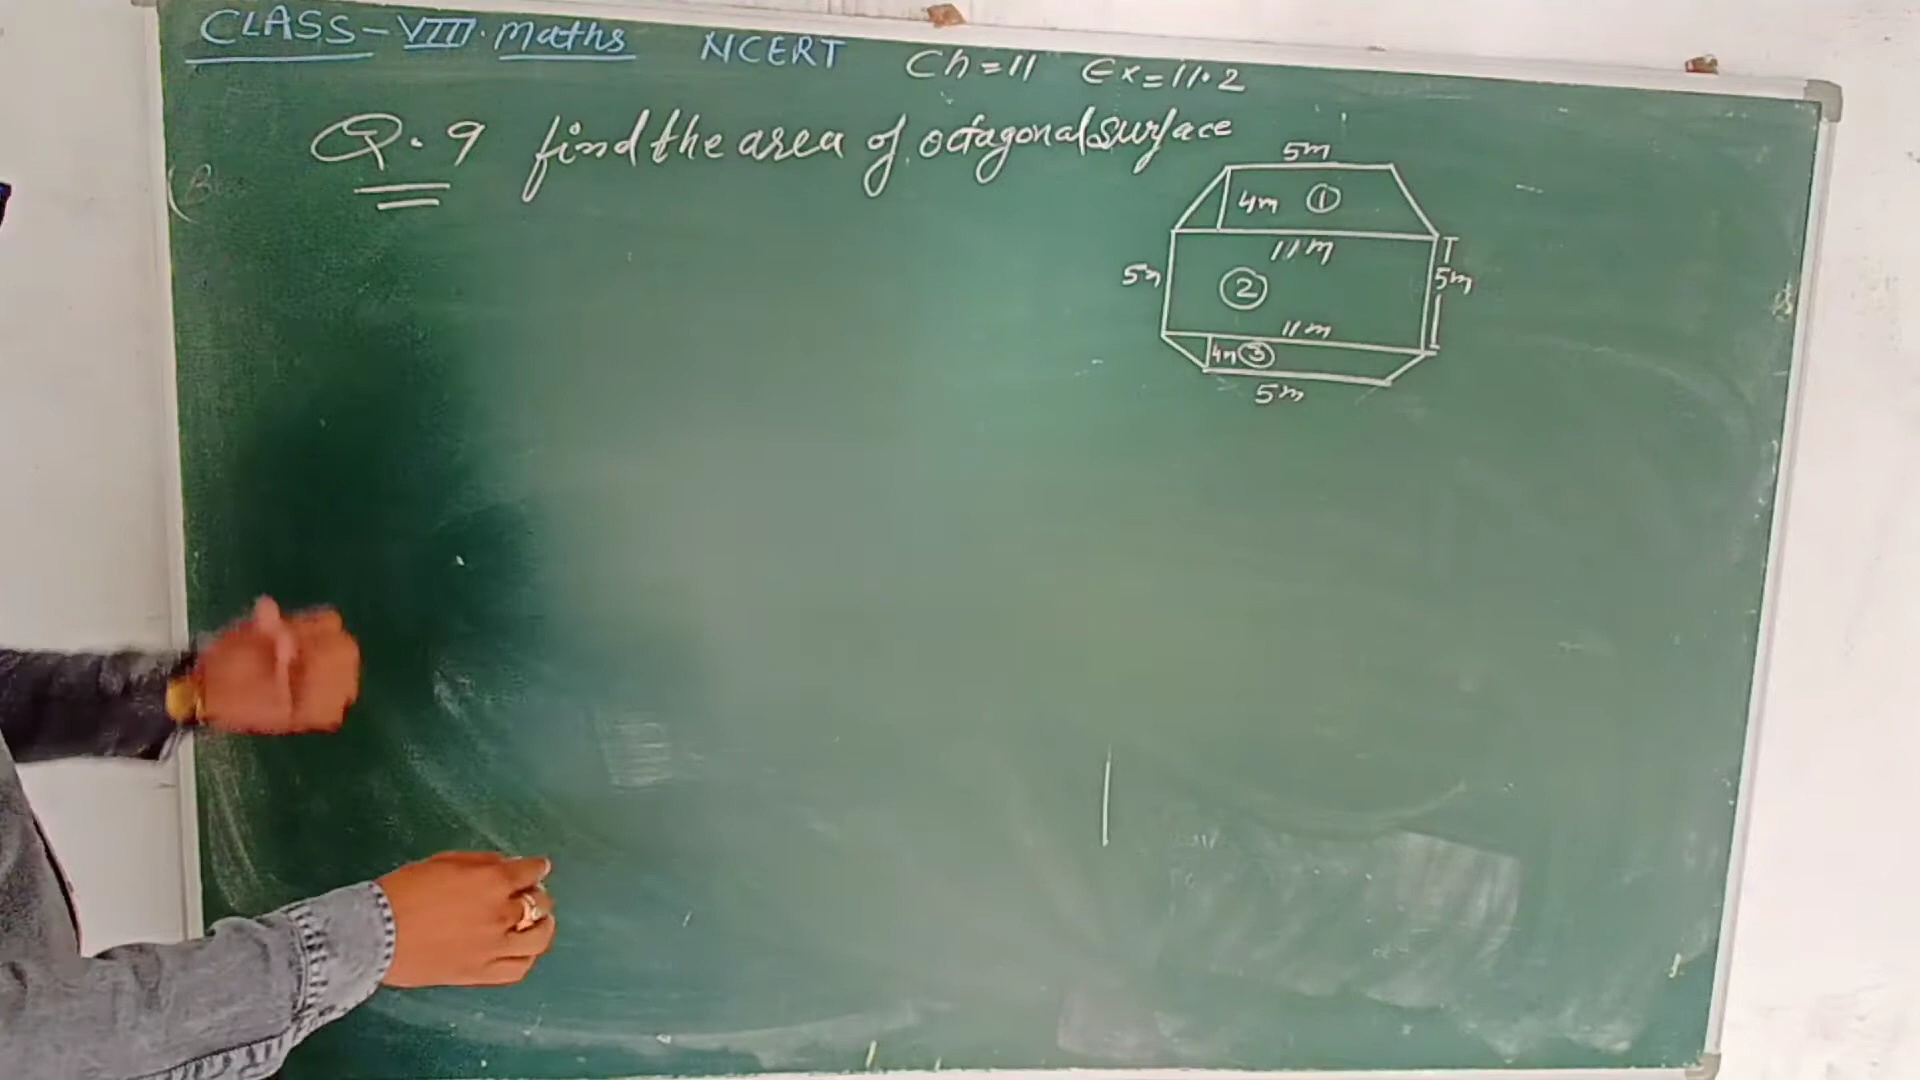 CLASS-VIII. Maths NCERT Ch=11 Ex=11.2
Q.9 find the area of octagonal surface
5m
4m 1
11m
5m 2 5m
11m
4m 3
5m